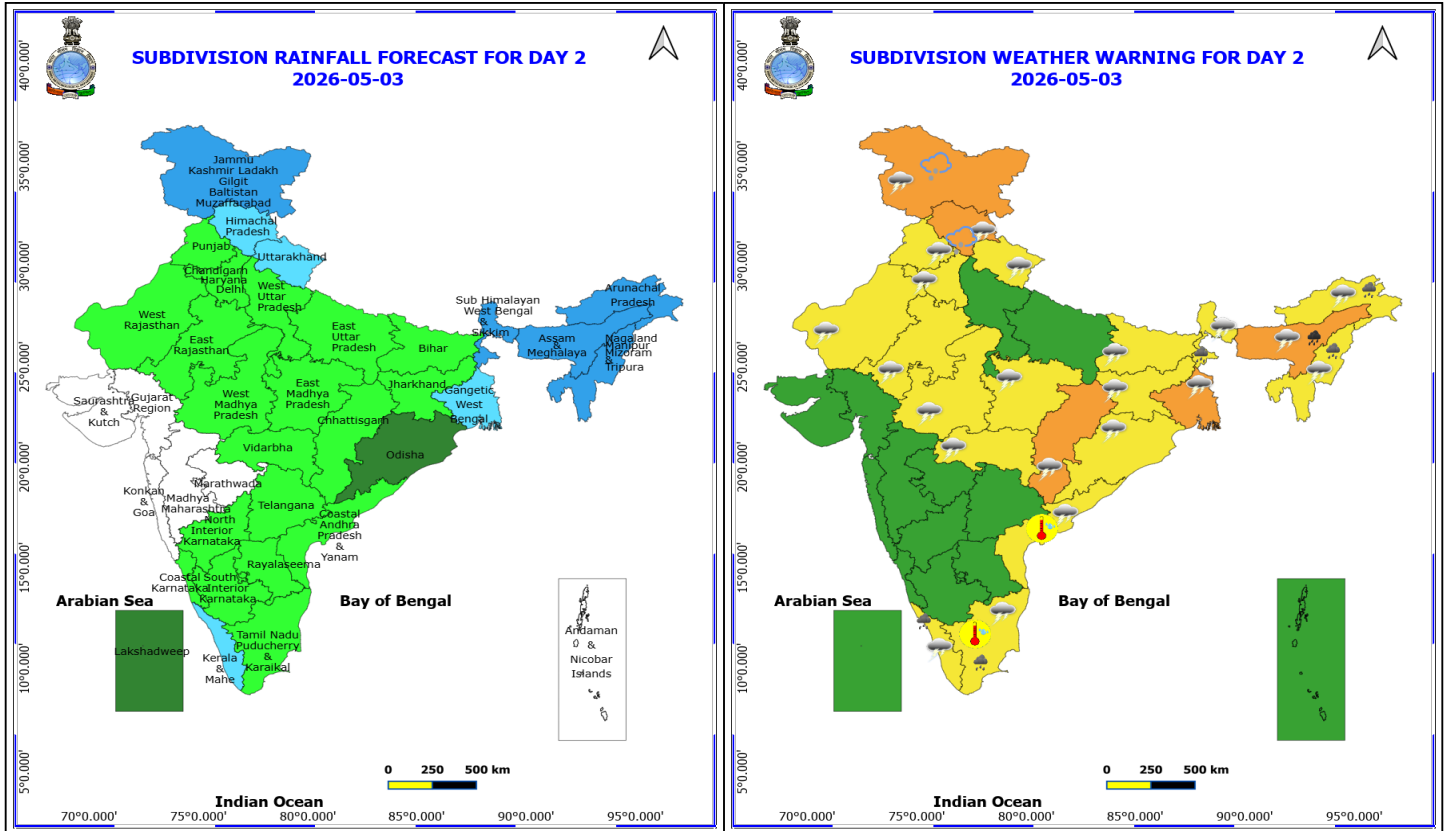 SUBDIVISION RAINFALL FORECAST FOR DAY 2
2026-05-03
40°0.000'
35°0.000'
30°0.000'
25°0.000'
20°0.000'
15°0.000'
10°0.000'
5°0.000'
Jammu
Kashmir Ladakh
Gilgit
Baltistan
Muzaffarabad
Himachal
Pradesh
Punjab
Uttarakhand
Chandigarh
Haryana
Delhi
West
Uttar
Pradesh
West
Rajasthan
East
Rajasthan
East
Uttar
Pradesh
Bihar
Sub Himalayan
West Bengal
&
Sikkim
Arunachal
Pradesh
Assam
&
Meghalaya
Nagaland
Manipur
Mizoram
&
Tripura
Saurashtra
&
Kutch
Gujarat
Region
West
Madhya
Pradesh
East
Madhya
Pradesh
Jharkhand
Gangetic
West
Bengal
Chhattisgarh
Odisha
Vidarbha
Konkan
&
Goa
Madhya
Maharashtra
Marathwada
Telangana
North
Interior
Karnataka
Coastal
Andhra
Pradesh
&
Yanam
Rayalaseema
Coastal
Karnataka
South
Interior
Karnataka
Arabian Sea
Bay of Bengal
Lakshadweep
Kerala
&
Mahe
Tamil Nadu
Puducherry
&
Karaikal
Andaman
&
Nicobar
Islands
0 250 500 km
Indian Ocean
70°0.000' 75°0.000' 80°0.000' 85°0.000' 90°0.000' 95°0.000'
SUBDIVISION WEATHER WARNING FOR DAY 2
2026-05-03
40°0.000'
35°0.000'
30°0.000'
25°0.000'
20°0.000'
15°0.000'
10°0.000'
5°0.000'
Arabian Sea
Bay of Bengal
0 250 500 km
Indian Ocean
70°0.000' 75°0.000' 80°0.000' 85°0.000' 90°0.000' 95°0.000'